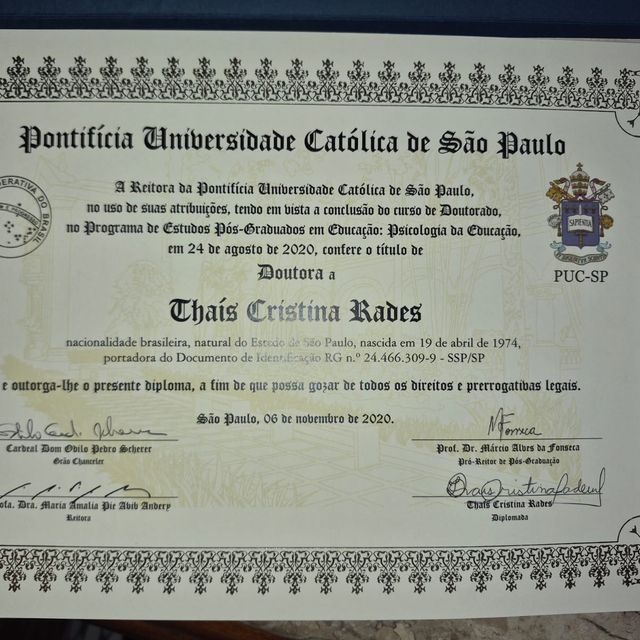 Pontifícia Universidade Católica de São Paulo
A Reitora da Pontifícia Universidade Católica de São Paulo,
no uso de suas atribuições, tendo em vista a conclusão do curso de Doutorado,
no Programa de Estudos Pós-Graduados em Educação: Psicologia da Educação,
em 24 de agosto de 2020, confere o título de
Doutora a
Thaís Cristina Rades
nacionalidade brasileira, natural do Estado de São Paulo, nascida em 19 de abril de 1974,
portadora do Documento de Identificação RG n.º 24.466.309-9 - SSP/SP
e outorga-lhe o presente diploma, a fim de que possa gozar de todos os direitos e prerrogativas legais.
São Paulo, 06 de novembro de 2020.
SAPIENTIA
PUC-SP
DO BRASIL
Cardeal Dom Odilo Pedro Scherer
Grão Chanceler
Dra. Maria Amalia Pie Abib Andery
Reitora
Prof. Dr. Márcio Alves da Fonseca
Pró-Reitor de Pós-Graduação
Thaís Cristina Rades
Diplomada